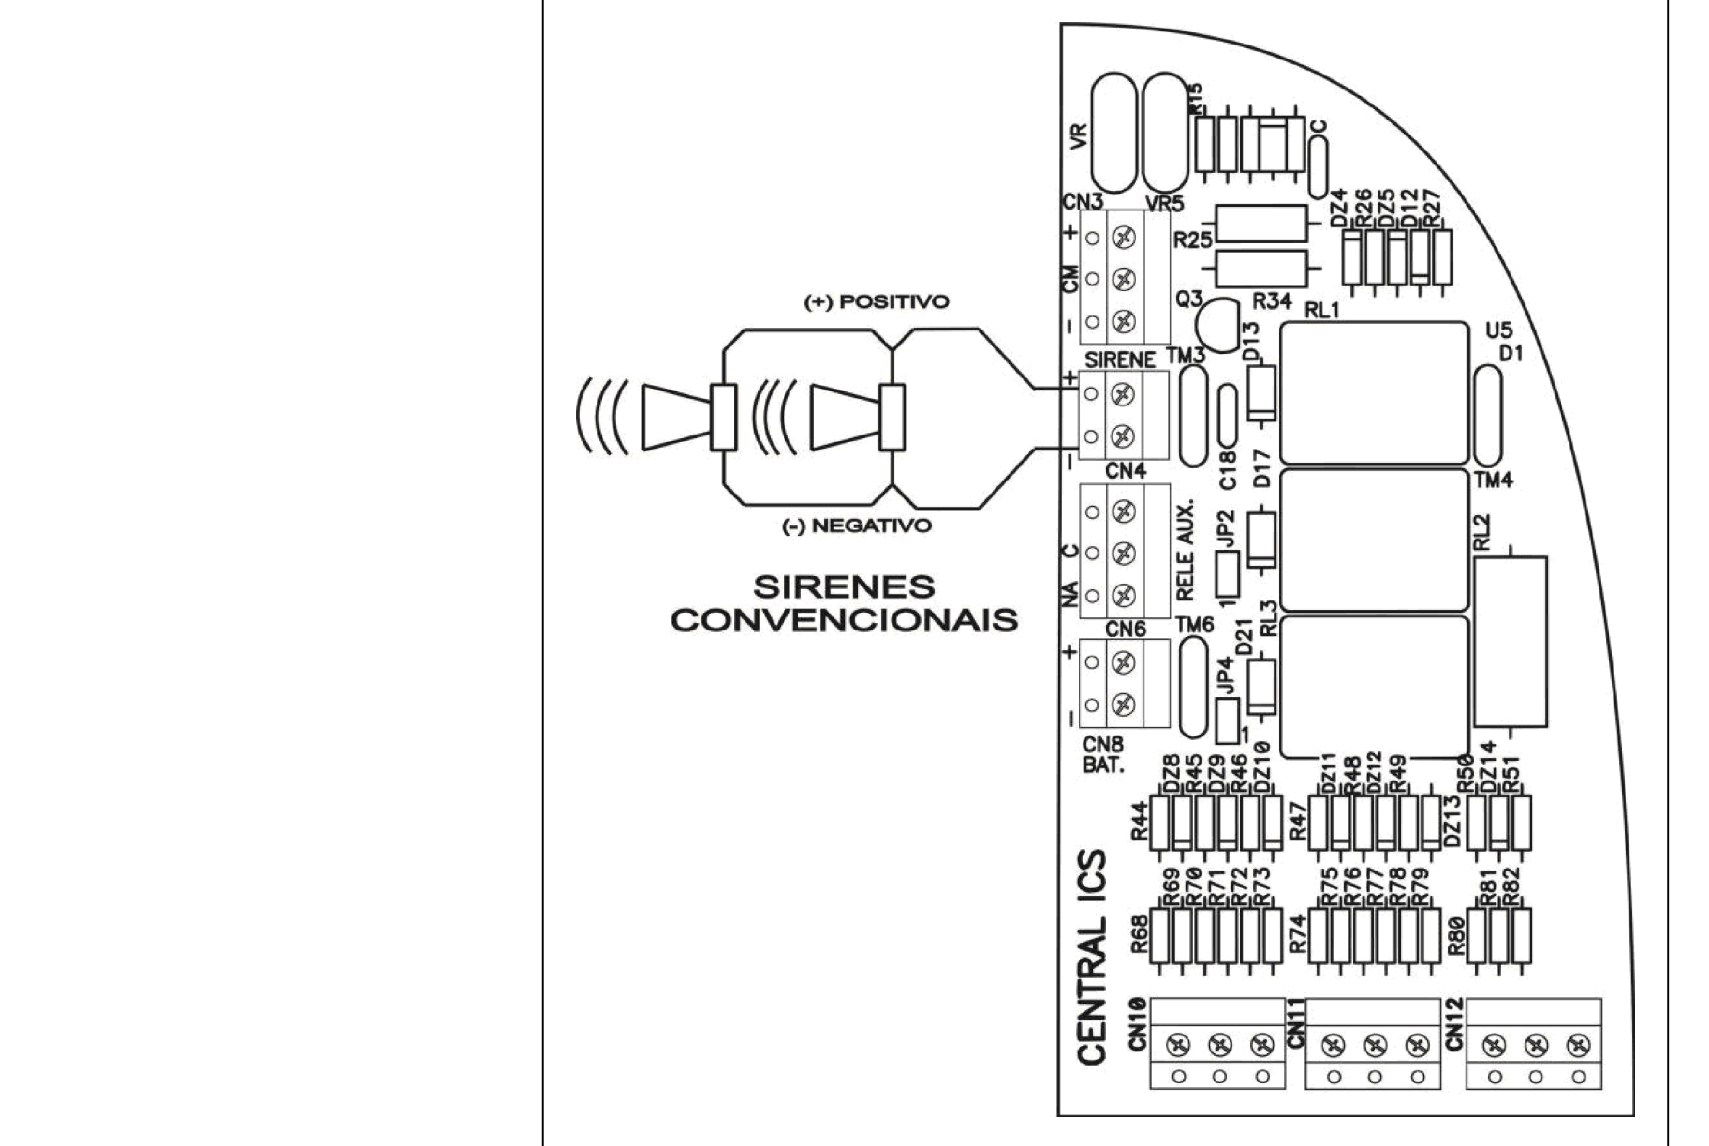 R15
VR
C
CN3
VR5
DZ4
R26
DZ5
D12
R27
+
R25
CM
(+) POSITIVO
Q3
R34
RL1
-
D13
U5
D1
SIRENE
TM3
+
-
CN4
C18
D17
TM4
(-) NEGATIVO
RELE AUX.
JP2
RL2
C
SIRENES
CONVENCIONAIS
NA
1
RL3
CN6
TM6
+
D21
JP4
-
1
CN8
BAT.
DZ8
R45
DZ9
R46
DZ10
DZ11
R48
DZ12
R49
R50
DZ14
R51
R44
R47
DZ13
CENTRAL ICS
R69
R70
R71
R72
R73
R75
R76
R77
R78
R79
R81
R82
R68
R74
R80
CN10
CN11
CN12